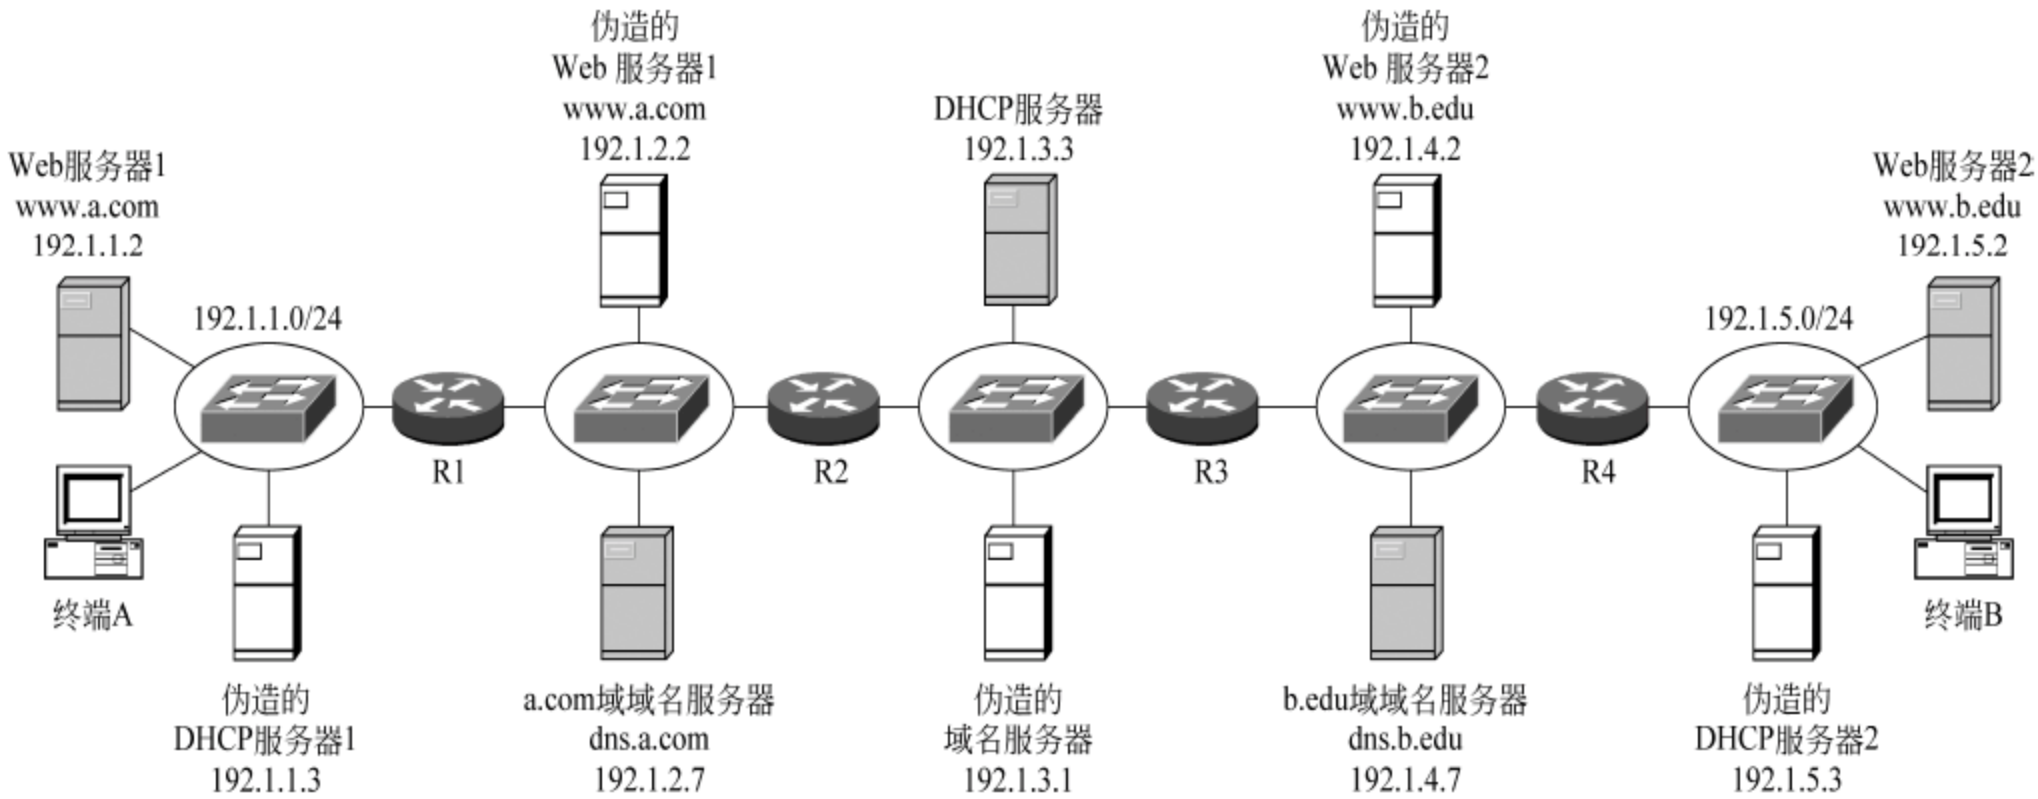 伪造的
Web 服务器1
www.a.com
192.1.2.2
伪造的
Web 服务器2
www.b.edu
192.1.4.2
DHCP服务器
192.1.3.3
Web服务器1
www.a.com
192.1.1.2
Web服务器2
www.b.edu
192.1.5.2
192.1.1.0/24
192.1.5.0/24
R1
R2
R3
R4
终端A
终端B
伪造的
DHCP服务器1
192.1.1.3
a.com域域名服务器
dns.a.com
192.1.2.7
伪造的
域名服务器
192.1.3.1
b.edu域域名服务器
dns.b.edu
192.1.4.7
伪造的
DHCP服务器2
192.1.5.3